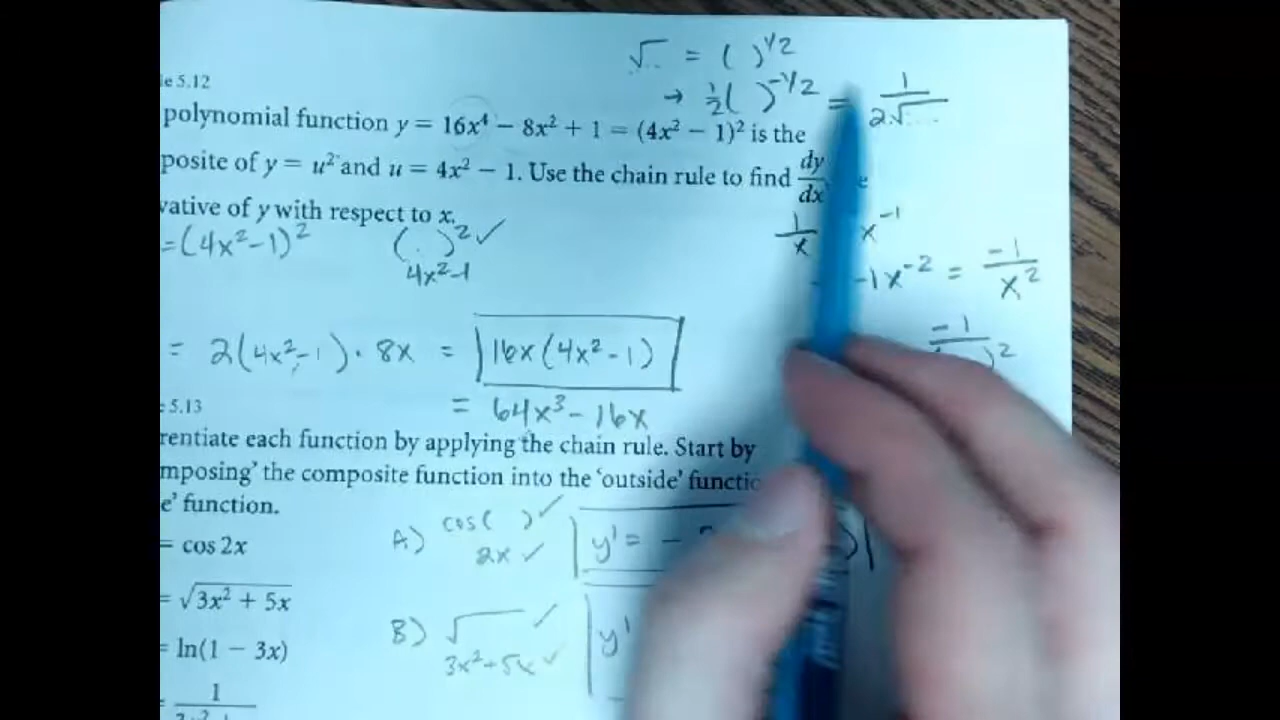 √... = ( )^1/2
→ 1/2( )^-1/2 = 1/(2√...)
le 5.12
polynomial function y = 16x⁴ − 8x² + 1 = (4x² − 1)² is the
posite of y = u² and u = 4x² − 1. Use the chain rule to find dy/dx
vative of y with respect to x.
= (4x²-1)² ( . )² ✓
4x²-1
1/x x⁻¹
-1x⁻² = -1/x²
-1/( )²
= 2(4x²-1) · 8x = 16x(4x²-1)
= 64x³ - 16x
5.13
rentiate each function by applying the chain rule. Start by
mposing' the composite function into the 'outside' functio
e' function.
= cos 2x
A) cos( ) ✓
2x ✓
y' = -
= √3x² + 5x
B) √ ✓
3x²+5x ✓
y'
= ln(1 − 3x)
1